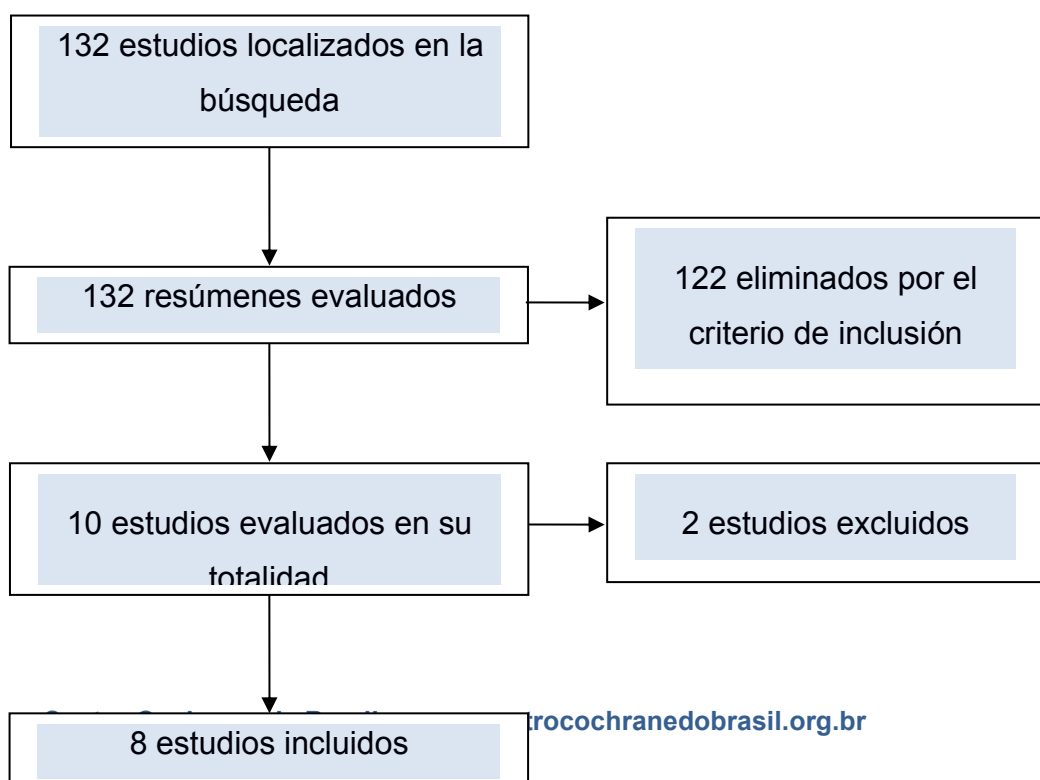 132 estudios localizados en la
búsqueda
132 resúmenes evaluados
122 eliminados por el
criterio de inclusión
10 estudios evaluados en su
totalidad
2 estudios excluidos
trocochranedobrasil.org.br
8 estudios incluidos